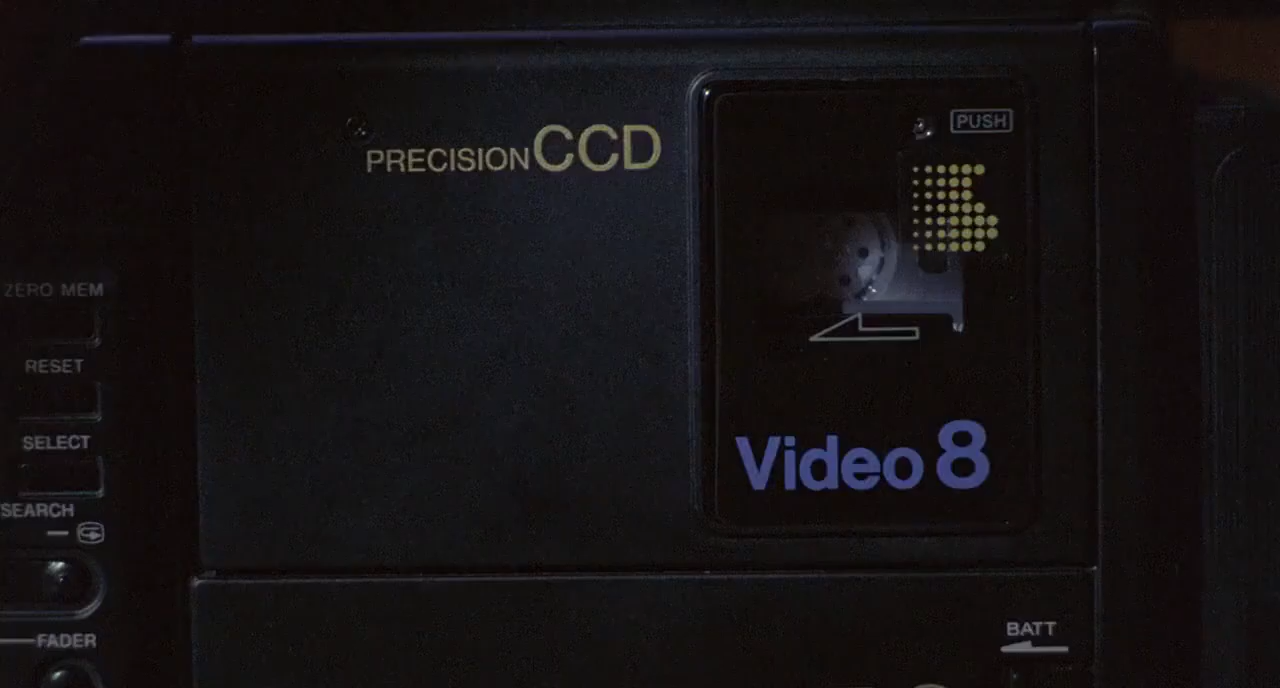 PUSH
PRECISION CCD
ZERO MEM
RESET
SELECT
Video 8
SEARCH
FADER
BATT